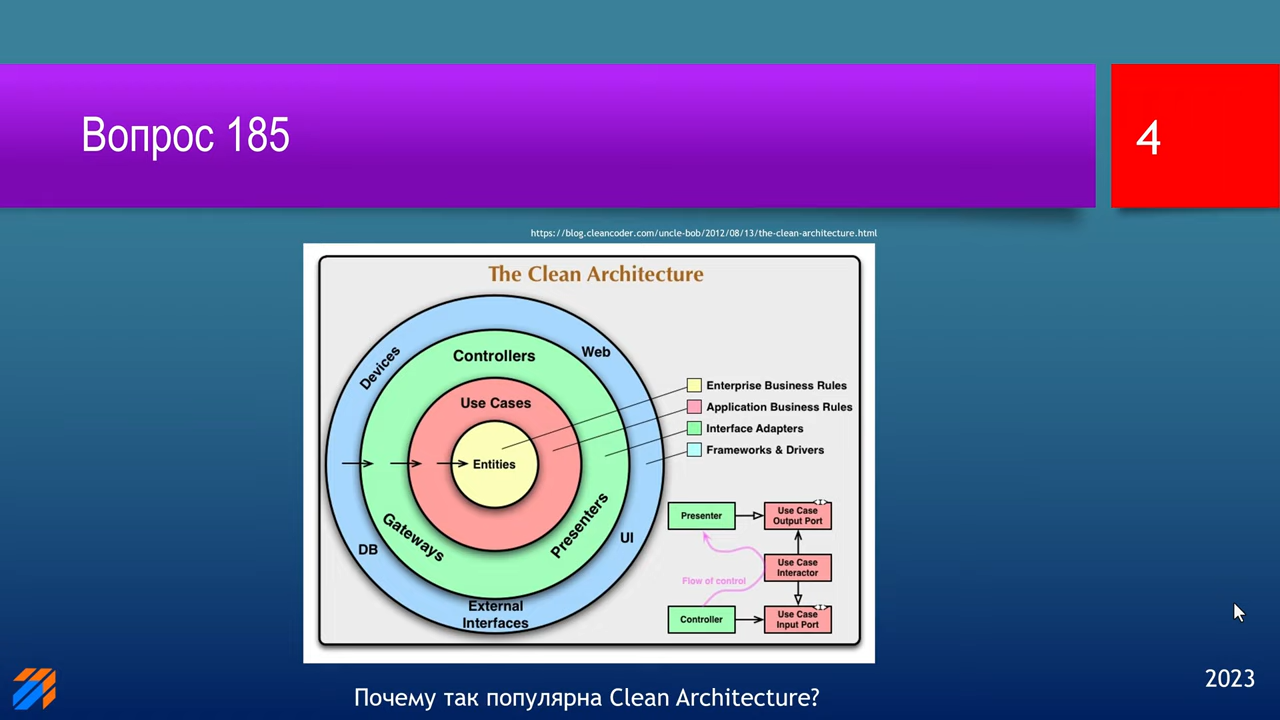 Вопрос 185
4
https://blog.cleancoder.com/uncle-bob/2012/08/13/the-clean-architecture.html
The Clean Architecture
Devices
Controllers
Web
Use Cases
Entities
Gateways
Presenters
DB
UI
External
Interfaces
Enterprise Business Rules
Application Business Rules
Interface Adapters
Frameworks & Drivers
Presenter
Use Case
Output Port
<I>
Use Case
Interactor
Flow of control
Controller
Use Case
Input Port
<I>
2023
Почему так популярна Clean Architecture?